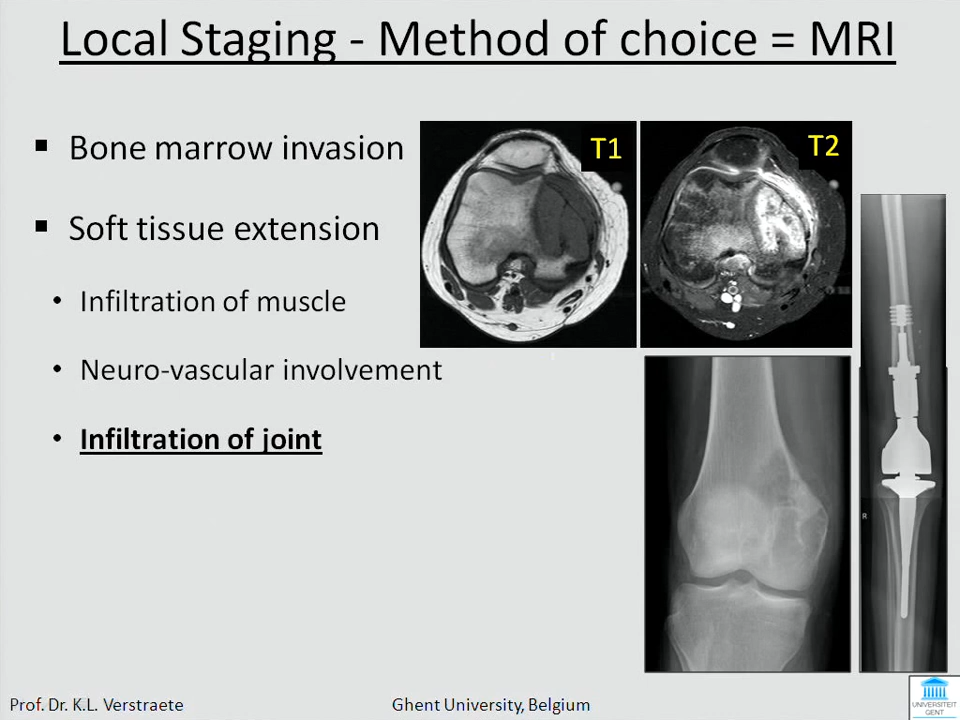 Local Staging - Method of choice = MRI
▪ Bone marrow invasion
T1
T2
▪ Soft tissue extension
• Infiltration of muscle
• Neuro-vascular involvement
• Infiltration of joint
R
Prof. Dr. K.L. Verstraete
Ghent University, Belgium
UNIVERSITEIT
GENT